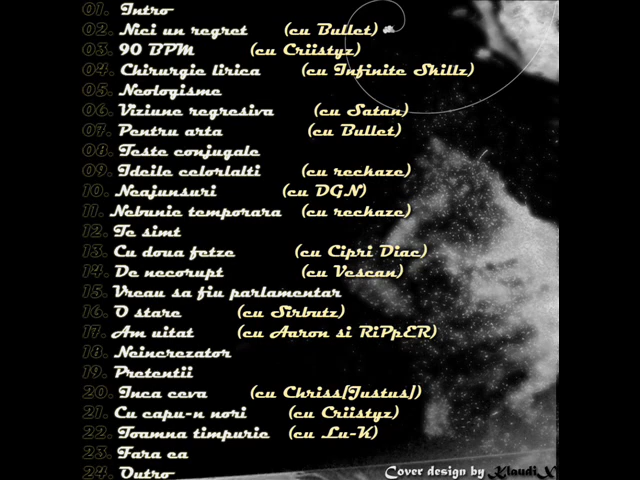 01. Intro
02. Nici un regret (cu Bullet)
03. 90 BPM (cu Criistyz)
04. Chirurgie lirica (cu Infinite Skillz)
05. Neologisme
06. Viziune regresiva (cu Satan)
07. Pentru arta (cu Bullet)
08. Teste conjugale
09. Ideile celorlalti (cu reckaze)
10. Neajunsuri (cu DGN)
11. Nebunie temporara (cu reckaze)
12. Te simt
13. Cu doua fetze (cu Cipri Diac)
14. De necorupt (cu Vescan)
15. Vreau sa fiu parlamentar
16. O stare (cu Sirbutz)
17. Am uitat (cu Aaron si RiPpER)
18. Neincrezator
19. Pretentii
20. Inca ceva (cu Chriss[Justus])
21. Cu capu-n nori (cu Criistyz)
22. Toamna timpurie (cu Lu-K)
23. Fara ea
24. Outro
Cover design by KlaudiX